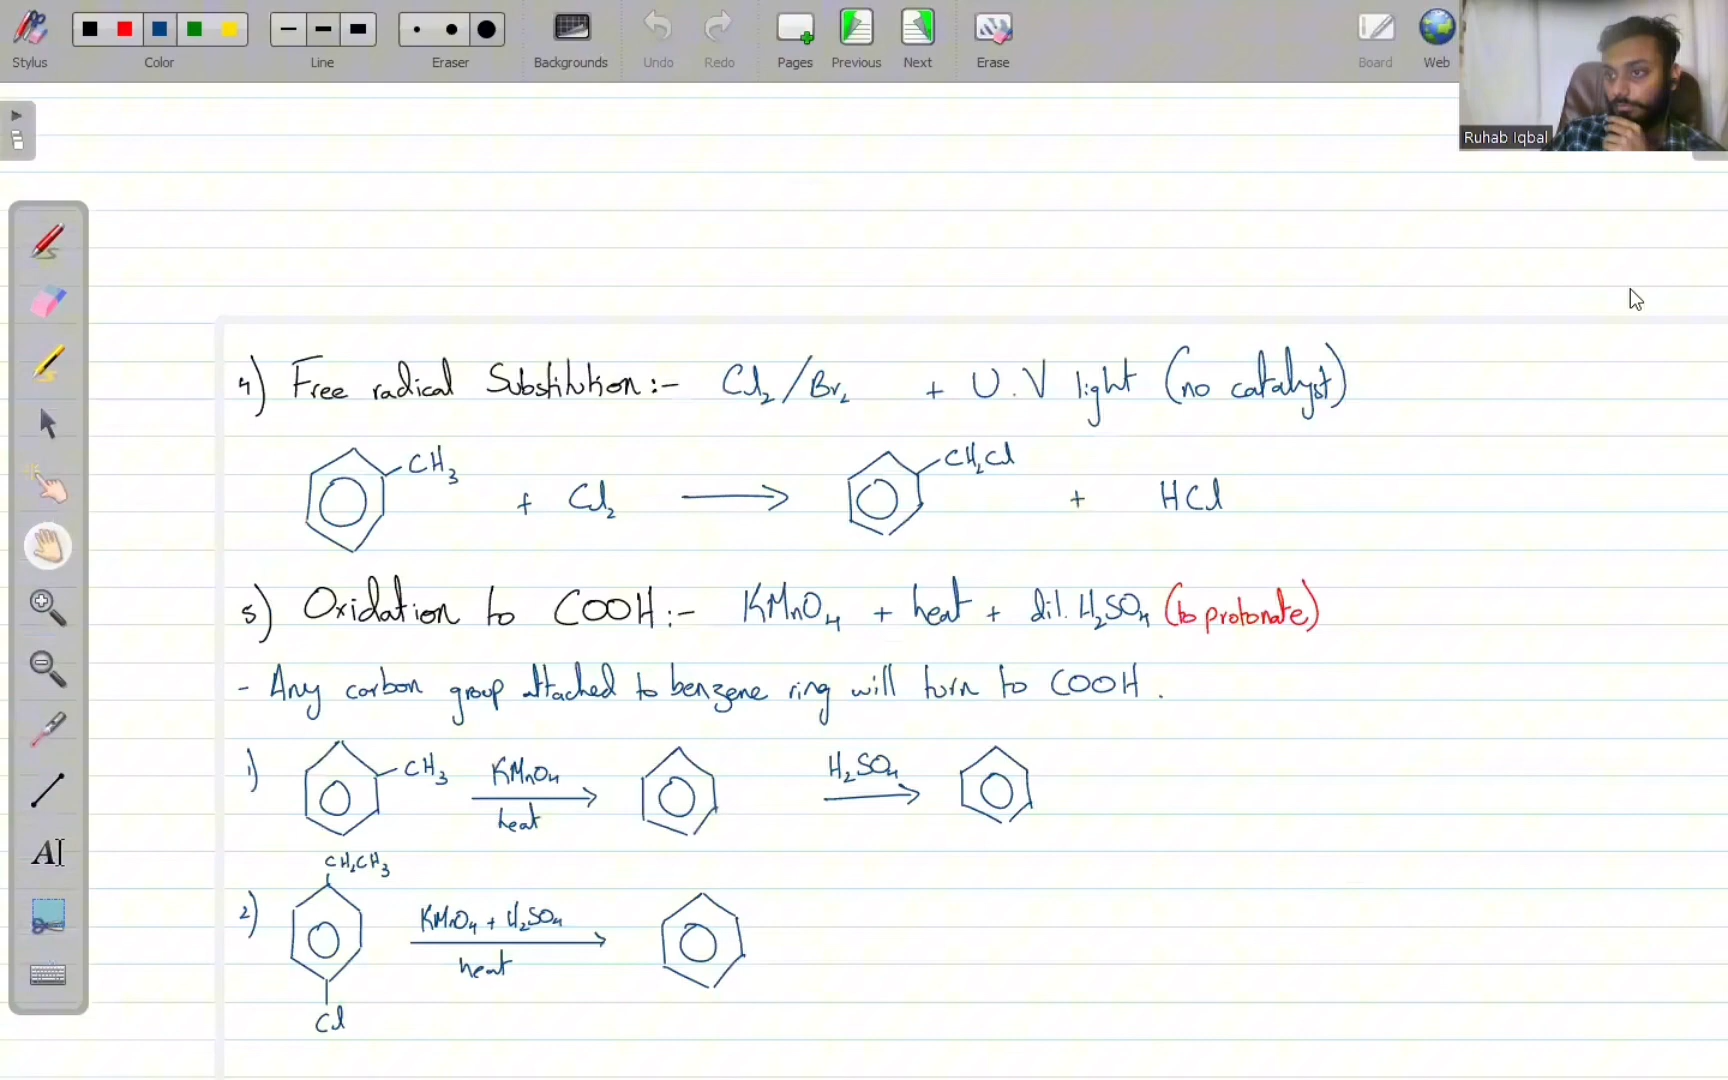 Stylus
Color
Line
Eraser
Backgrounds
Undo
Redo
Pages
Previous
Next
Erase
Board
Web
Ruhab Iqbal
4) Free radical Substitution :- Cl2/Br2 + U.V light (no catalyst)
CH3 + Cl2 → CH2Cl + HCl
5) Oxidation to COOH :- KMnO4 + heat + dil. H2SO4 (to protonate)
- Any carbon group attached to benzene ring will turn to COOH .
1) CH3 KMnO4 heat → H2SO4 →
CH2CH3
2) KMnO4 + H2SO4 heat →
Cl